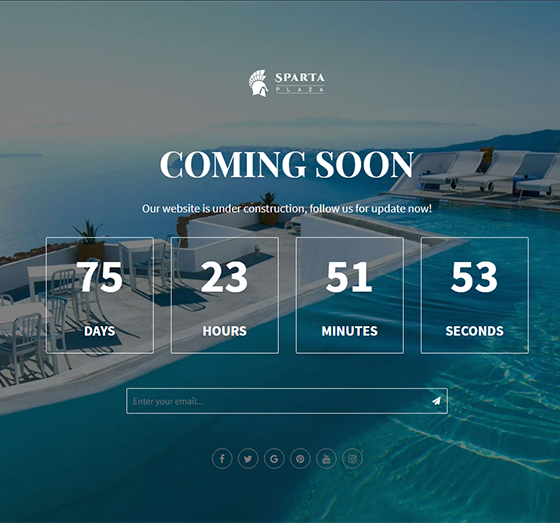 SPARTA
PLAZA
COMING SOON
Our website is under construction, follow us for update now!
75 23 51 53
DAYS HOURS MINUTES SECONDS
Enter your email...